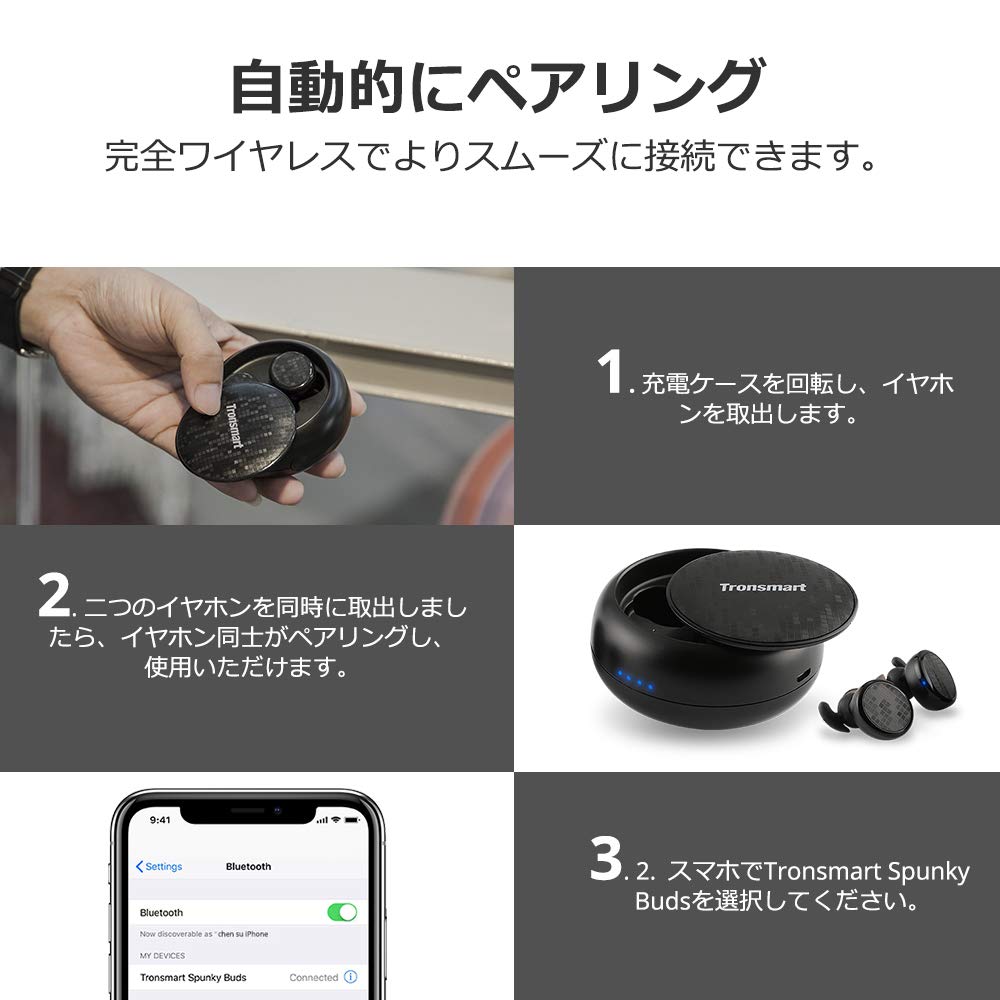 自動的にペアリング
完全ワイヤレスでよりスムーズに接続できます。
Tronsmart
1. 充電ケースを回転し、イヤホ
ンを取出します。
2. 二つのイヤホンを同時に取出しまし
たら、イヤホン同士がペアリングし、
使用いただけます。
Tronsmart
9:41
Settings
Bluetooth
Bluetooth
Now discoverable as "chen su iPhone
MY DEVICES
Tronsmart Spunky Buds Connected
3. 2. スマホでTronsmart Spunky
Budsを選択してください。